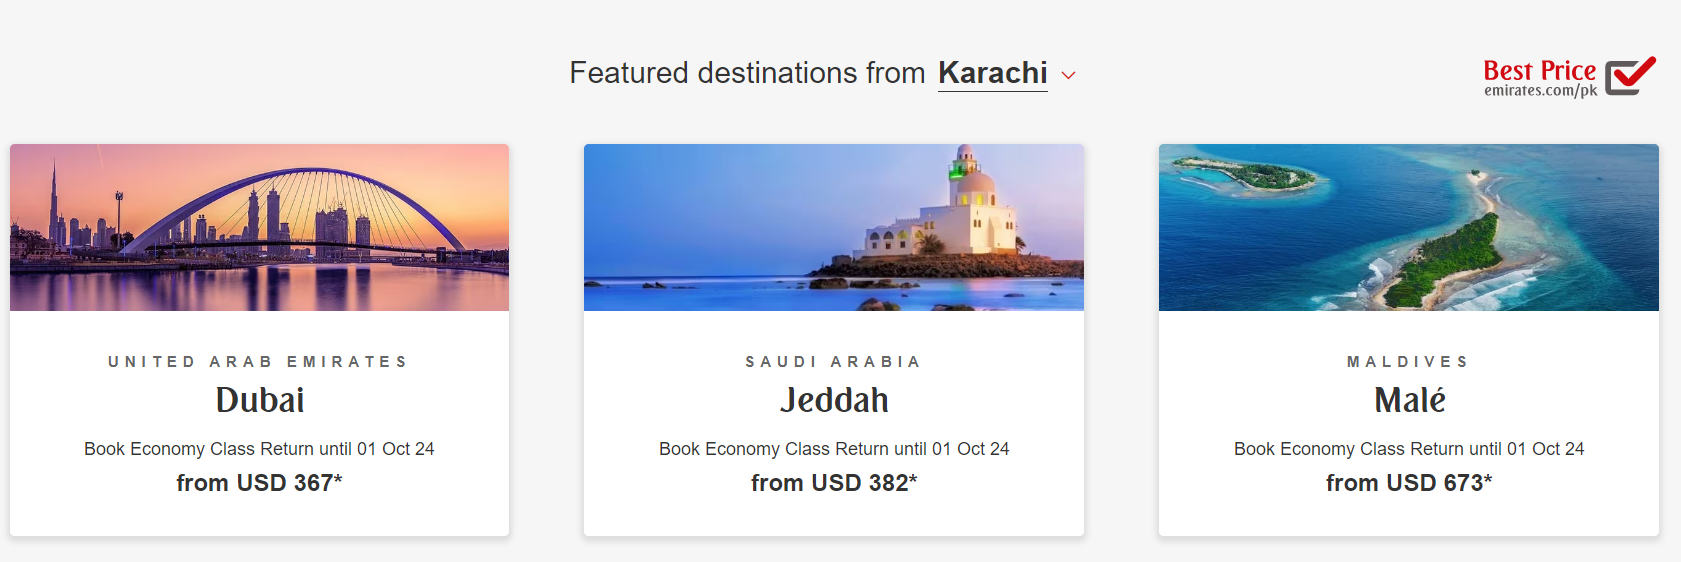 Featured destinations from Karachi
Best Price
emirates.com/pk
UNITED ARAB EMIRATES
Dubai
Book Economy Class Return until 01 Oct 24
from USD 367*
SAUDI ARABIA
Jeddah
Book Economy Class Return until 01 Oct 24
from USD 382*
MALDIVES
Malé
Book Economy Class Return until 01 Oct 24
from USD 673*